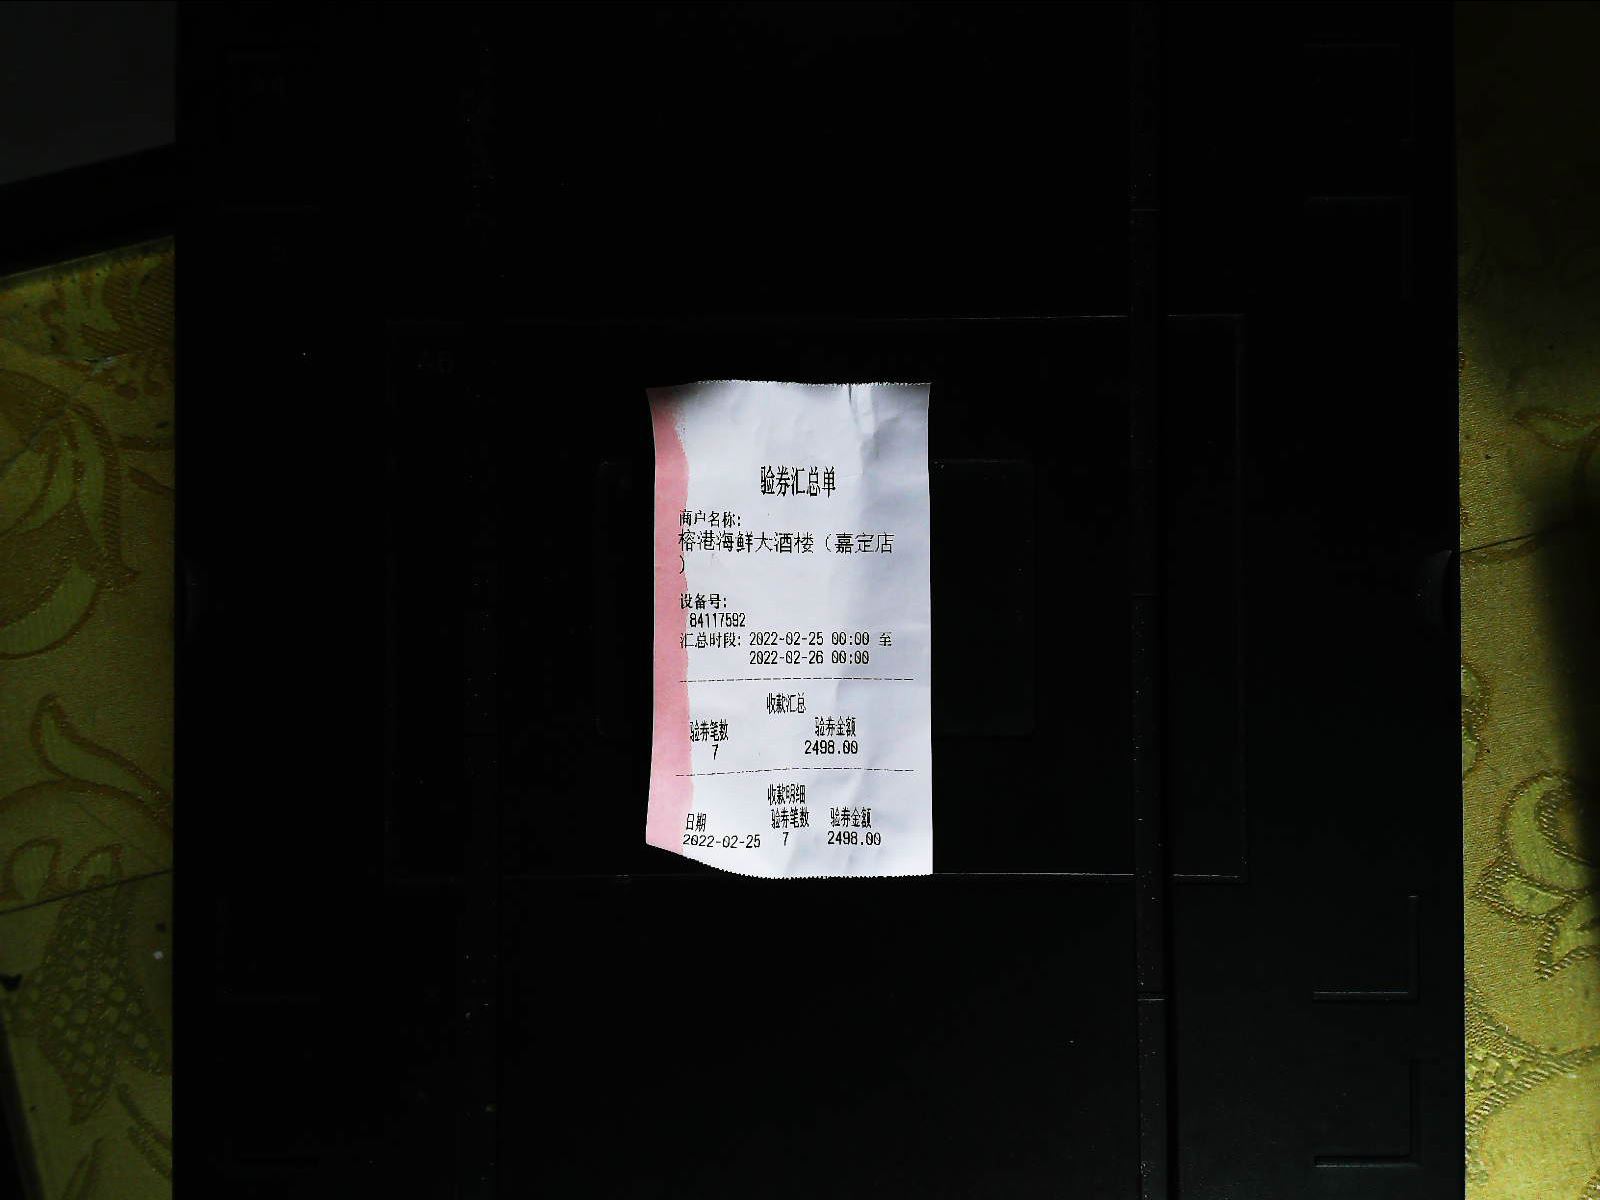 验券汇总单
商户名称:
榕港海鲜大酒楼（嘉定店
）
设备号:
84117592
汇总时段: 2022-02-25 00:00 至
2022-02-26 00:00
收款汇总
验券笔数 验券金额
7 2498.00
收款明细
日期 验券笔数 验券金额
2022-02-25 7 2498.00